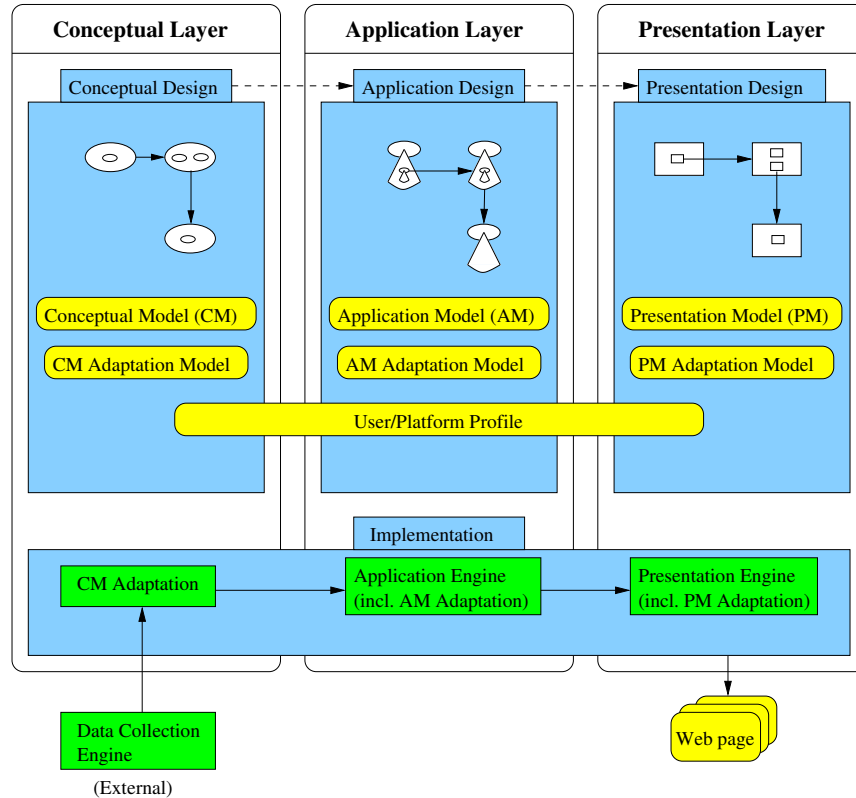 Conceptual Layer
Application Layer
Presentation Layer
Conceptual Design
Application Design
Presentation Design
Conceptual Model (CM)
Application Model (AM)
Presentation Model (PM)
CM Adaptation Model
AM Adaptation Model
PM Adaptation Model
User/Platform Profile
Implementation
CM Adaptation
Application Engine
(incl. AM Adaptation)
Presentation Engine
(incl. PM Adaptation)
Data Collection
Engine
(External)
Web page